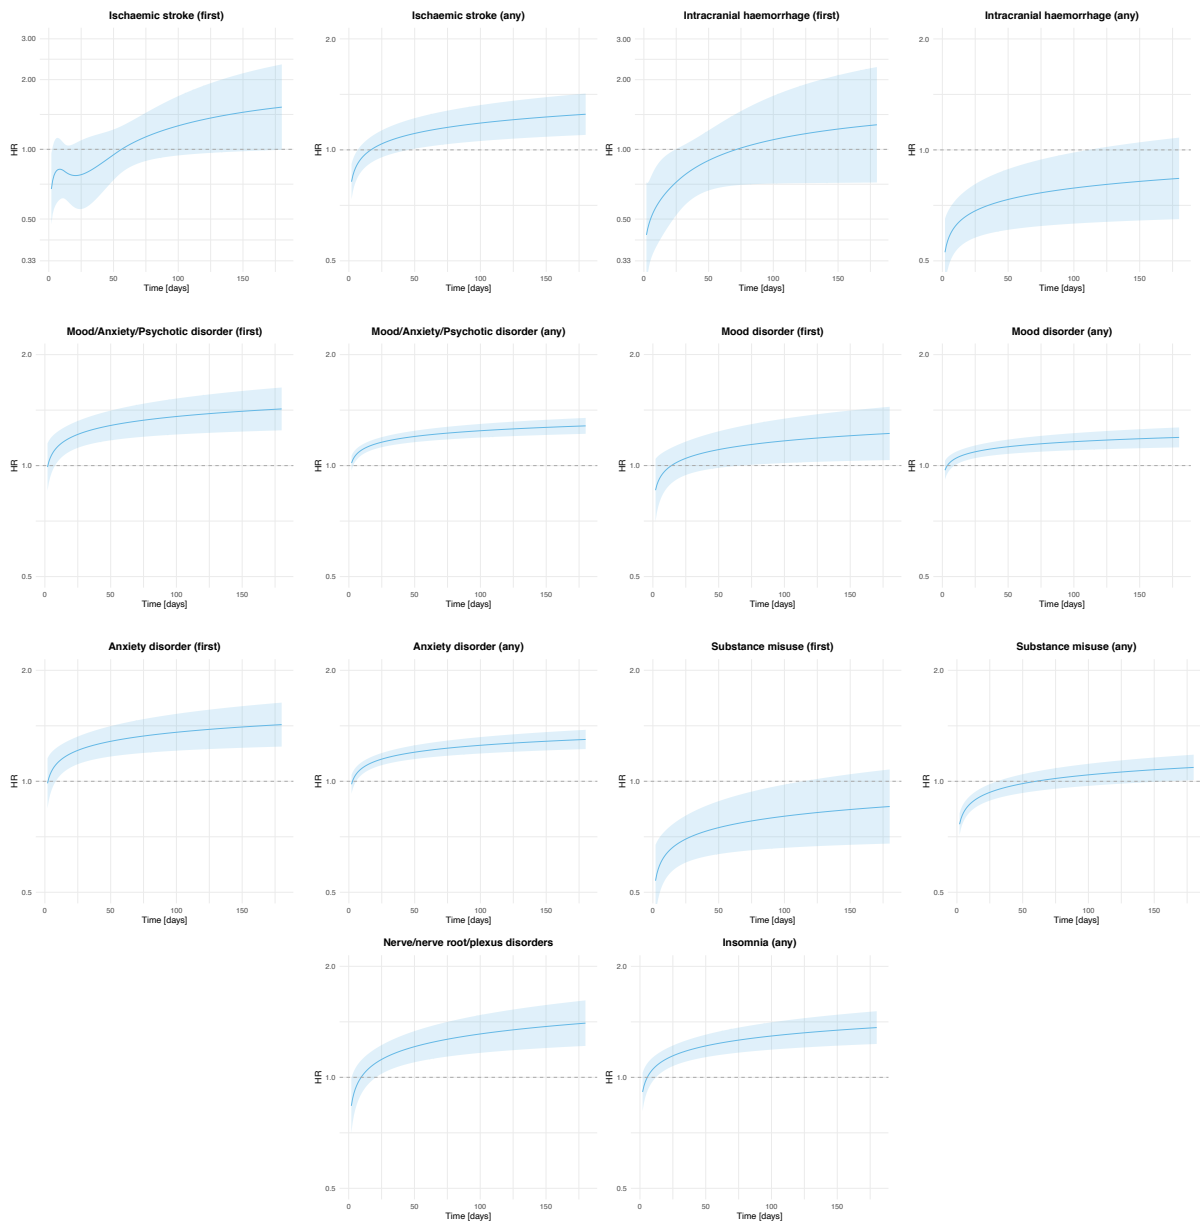 Ischaemic stroke (first)
3.00
2.00
1.00
0.50
0.33
HR
0
50
100
150
Time [days]
Ischaemic stroke (any)
2.0
1.0
0.5
HR
0
50
100
150
Time [days]
Intracranial haemorrhage (first)
3.00
2.00
1.00
0.50
0.33
HR
0
50
100
150
Time [days]
Intracranial haemorrhage (any)
2.0
1.0
0.5
HR
0
50
100
150
Time [days]
Mood/Anxiety/Psychotic disorder (first)
2.0
1.0
0.5
HR
0
50
100
150
Time [days]
Mood/Anxiety/Psychotic disorder (any)
2.0
1.0
0.5
HR
0
50
100
150
Time [days]
Mood disorder (first)
2.0
1.0
0.5
HR
0
50
100
150
Time [days]
Mood disorder (any)
2.0
1.0
0.5
HR
0
50
100
150
Time [days]
Anxiety disorder (first)
2.0
1.0
0.5
HR
0
50
100
150
Time [days]
Anxiety disorder (any)
2.0
1.0
0.5
HR
0
50
100
150
Time [days]
Substance misuse (first)
2.0
1.0
0.5
HR
0
50
100
150
Time [days]
Substance misuse (any)
2.0
1.0
0.5
HR
0
50
100
150
Time [days]
Nerve/nerve root/plexus disorders
2.0
1.0
0.5
HR
0
50
100
150
Time [days]
Insomnia (any)
2.0
1.0
0.5
HR
0
50
100
150
Time [days]